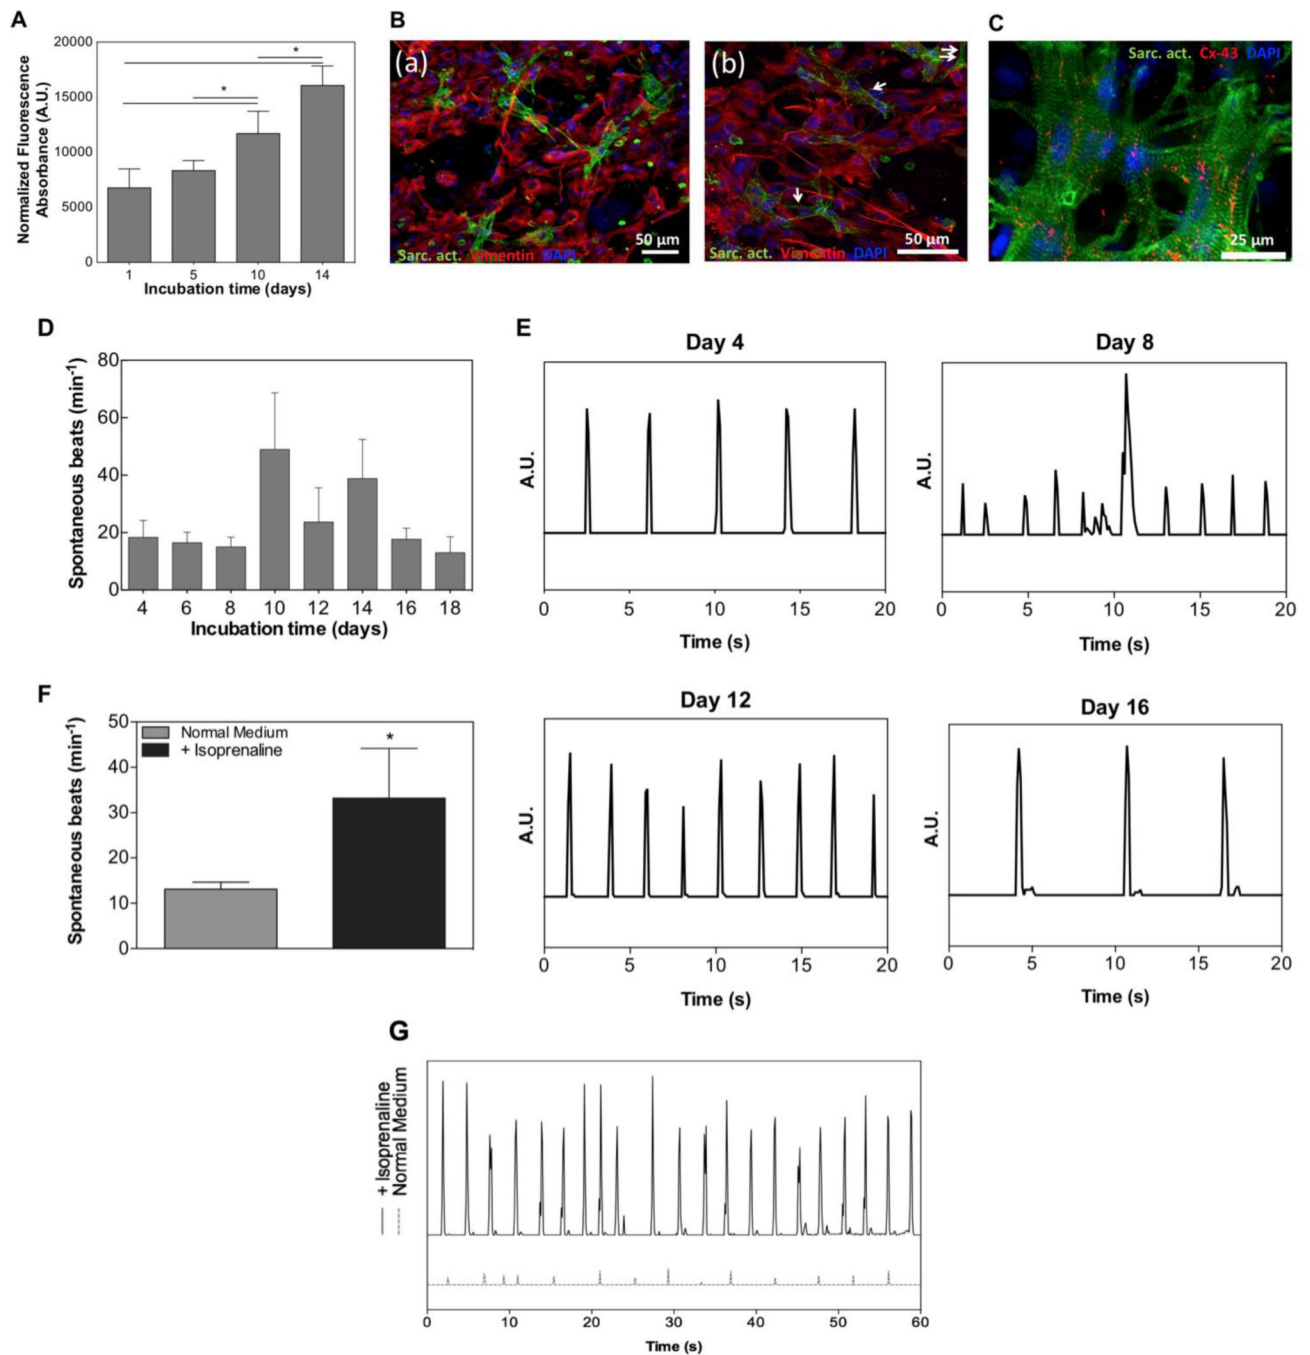 A
Normalized Fluorescence
Absorbance (A.U.)
20000
15000
10000
5000
0
*
*
1 5 10 14
Incubation time (days)
B
(a)
50 µm
Sarc. act. Vimentin DAPI
(b)
50 µm
Sarc. act. Vimentin DAPI
C
Sarc. act. Cx-43 DAPI
25 µm
D
Spontaneous beats (min-1)
80
60
40
20
0
4 6 8 10 12 14 16 18
Incubation time (days)
E
Day 4
A.U.
0 5 10 15 20
Time (s)
Day 8
A.U.
0 5 10 15 20
Time (s)
F
Spontaneous beats (min-1)
50
40
30
20
10
0
Normal Medium
+ Isoprenaline
*
Day 12
A.U.
0 5 10 15 20
Time (s)
Day 16
A.U.
0 5 10 15 20
Time (s)
G
+ Isoprenaline
Normal Medium
0 10 20 30 40 50 60
Time (s)